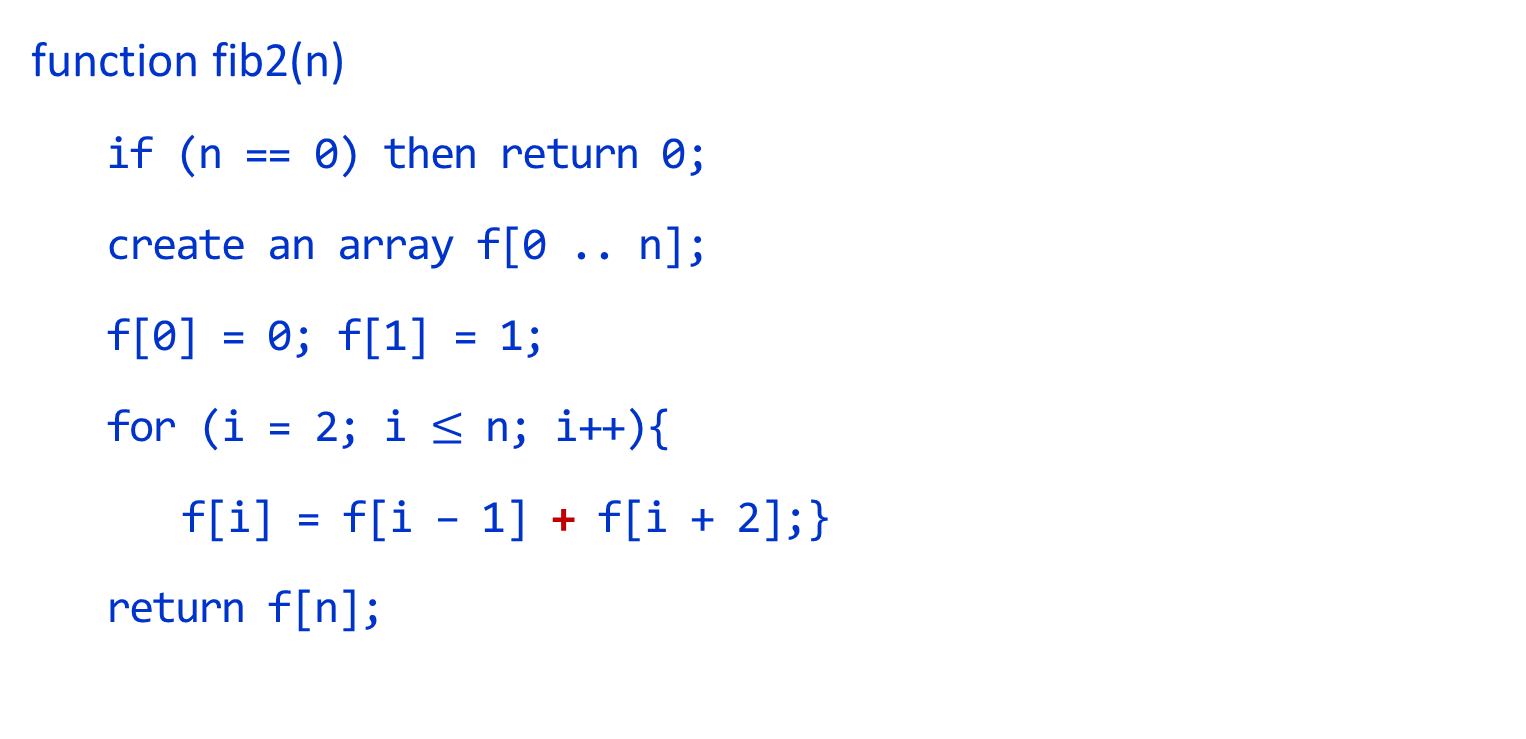 function fib2(n)
if (n == 0) then return 0;
create an array f[0 .. n];
f[0] = 0; f[1] = 1;
for (i = 2; i ≤ n; i++){
f[i] = f[i – 1] + f[i + 2];}
return f[n];